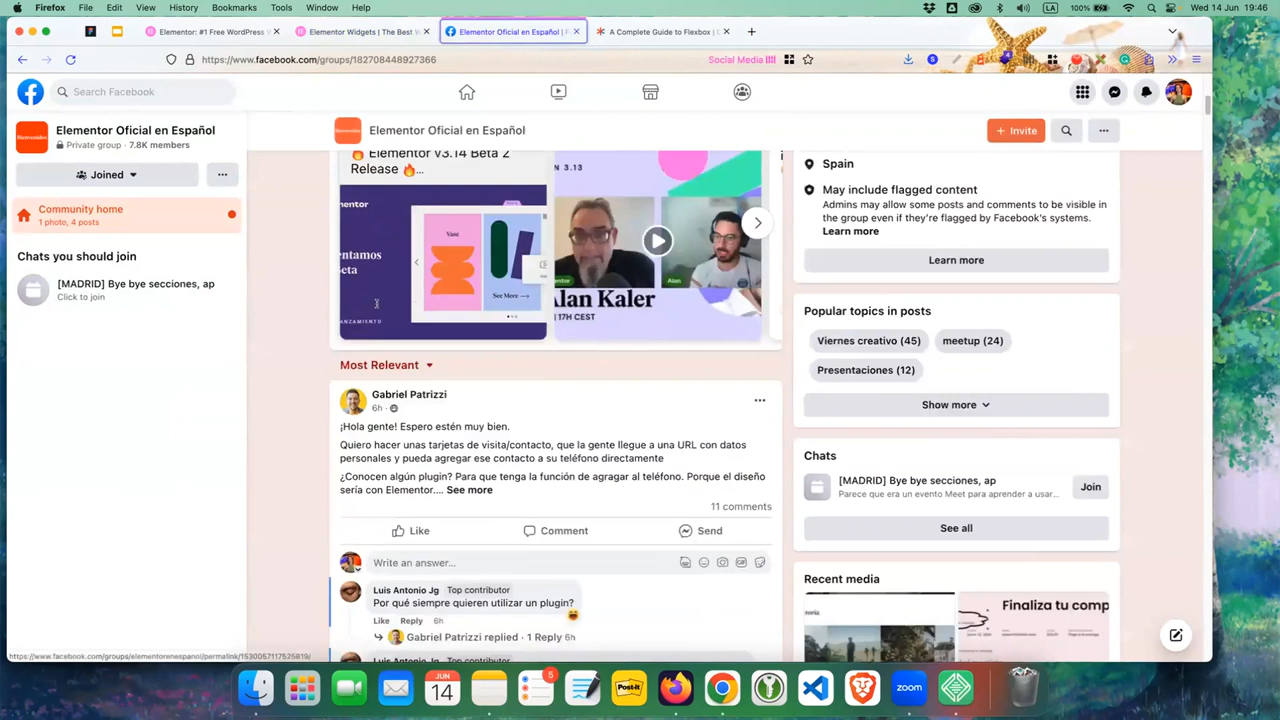 Firefox File Edit View History Bookmarks Tools Window Help
LA 100% Wed 14 Jun 19:46
Elementor: #1 Free WordPress
Elementor Widgets | The Best
Elementor Oficial en Español |
A Complete Guide to Flexbox |
https://www.facebook.com/groups/182708448927366
Social Media
Search Facebook
Elementor Oficial en Español
Private group · 7.8K members
Joined
Community home
1 photo, 4 posts
Chats you should join
[MADRID] Bye bye secciones, ap
Click to join
Elementor Oficial en Español
Invite
Elementor v3.14 Beta 2
Release 🔥…
mentor
entamos
Beta
LANZAMIENTO
Vase
See More
N 3.13
Alan
Alan Kaler
17H CEST
Most Relevant
Gabriel Patrizzi
6h
¡Hola gente! Espero estén muy bien.
Quiero hacer unas tarjetas de visita/contacto, que la gente llegue a una URL con datos
personales y pueda agregar ese contacto a su teléfono directamente
¿Conocen algún plugin? Para que tenga la función de agragar al teléfono. Porque el diseño
sería con Elementor.... See more
11 comments
Like Comment Send
Write an answer…
Luis Antonio Jg Top contributor
Por qué siempre quieren utilizar un plugin?
Like Reply 6h
Gabriel Patrizzi replied · 1 Reply 6h
Luis Antonio Jg Top contributor
Spain
May include flagged content
Admins may allow some posts and comments to be visible in
the group even if they're flagged by Facebook's systems.
Learn more
Learn more
Popular topics in posts
Viernes creativo (45)
meetup (24)
Presentaciones (12)
Show more
Chats
[MADRID] Bye bye secciones, ap
Parece que era un evento Meet para aprender a usar...
Join
See all
Recent media
Finaliza tu comp
https://www.facebook.com/groups/elementorenespanol/permalink/1530057117525819/
JUN
14
5
Post-it
zoom